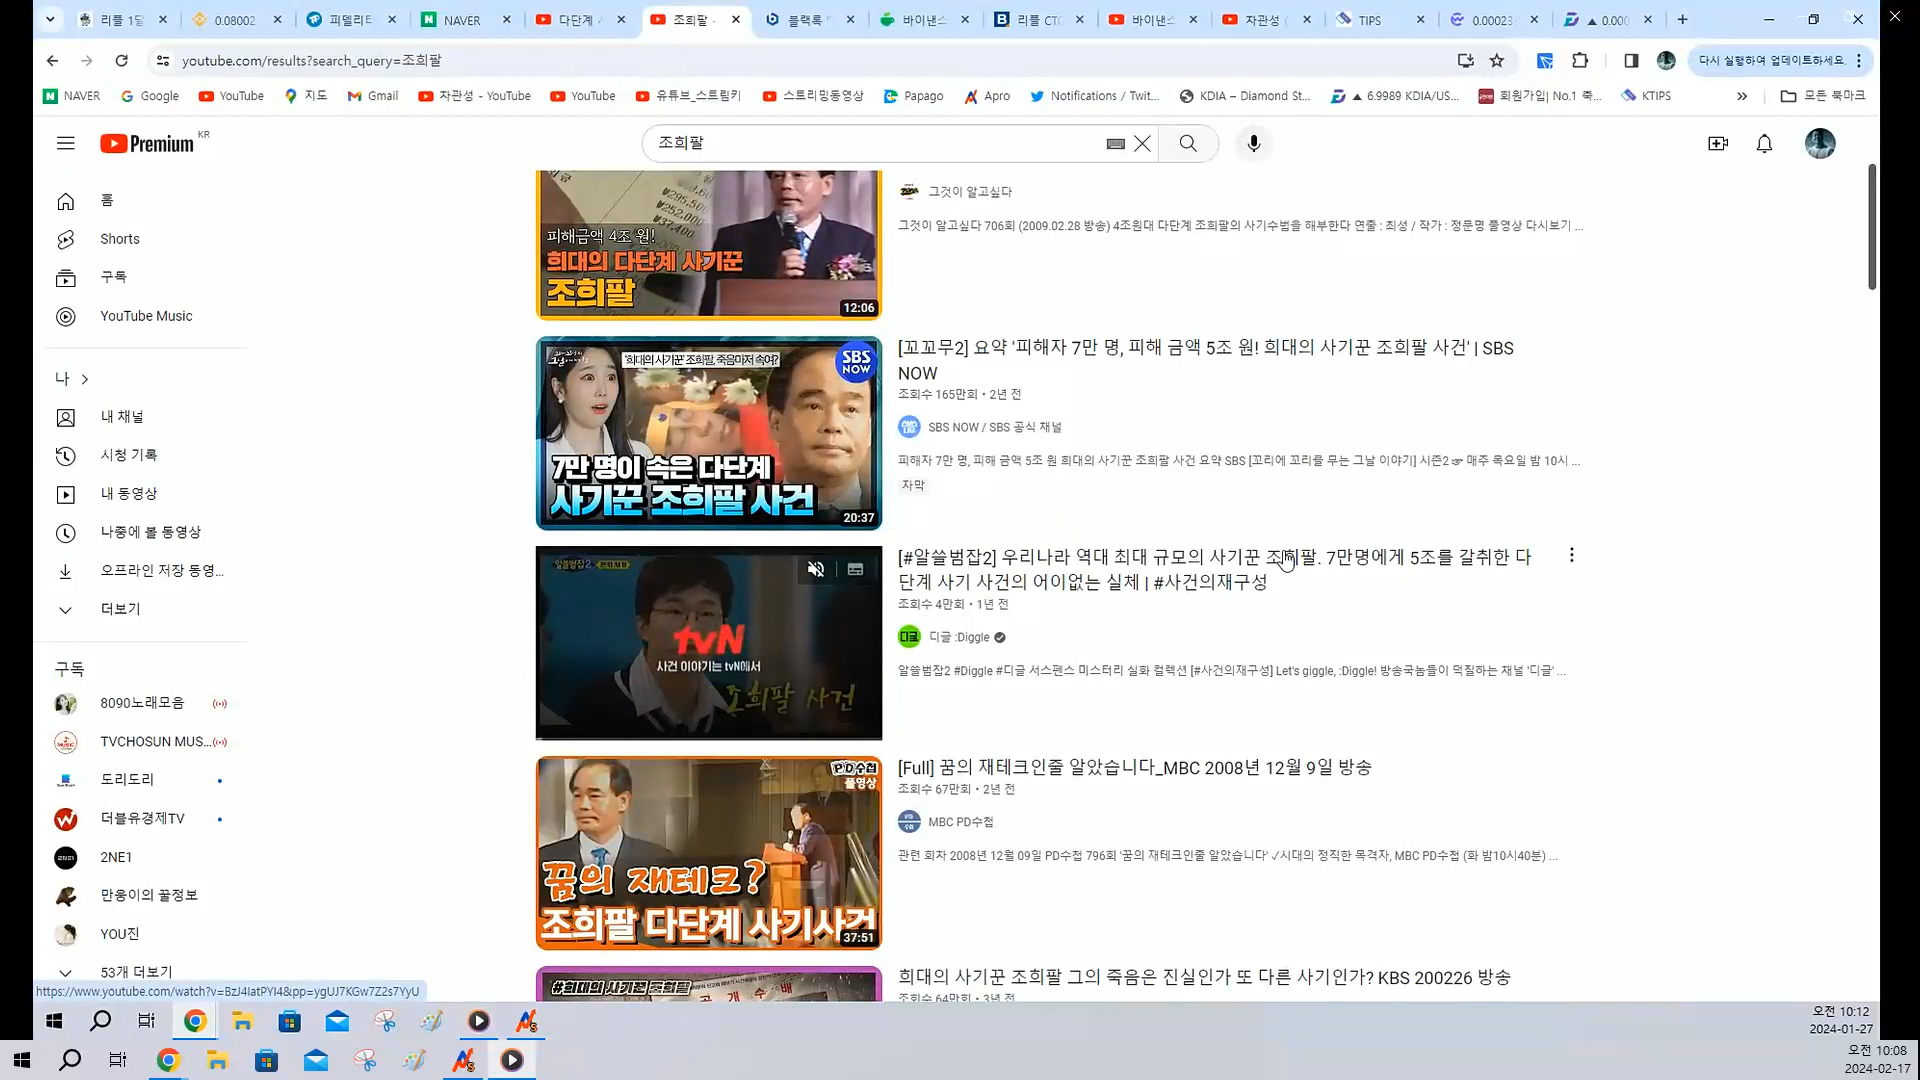 리플 1달
0.08002
피델리티
NAVER
다단계
조희팔 -
블랙록
바이낸스
리플 CTO
바이낸스
자관성
TIPS
0.00023
▲ 0.000
youtube.com/results?search_query=조희팔
다시 실행하여 업데이트하세요.
NAVER
Google
YouTube
지도
Gmail
자관성 - YouTube
YouTube
유튜브_스트림키
스트리밍동영상
Papago
Apro
Notifications / Twit...
KDIA – Diamond St...
▲ 6.9989 KDIA/US...
회원가입| No.1 족...
KTIPS
모든 북마크
Premium KR
조희팔
홈
Shorts
구독
YouTube Music
나
내 채널
시청 기록
내 동영상
나중에 볼 동영상
오프라인 저장 동영...
더보기
구독
8090노래모음
TVCHOSUN MUS...
도리도리
더블유경제TV
2NE1
만웅이의 꿀정보
YOU진
53개 더보기
₩295,50
₩252,000
₩37,400
피해금액 4조 원!
희대의 다단계 사기꾼
조희팔
12:06
그것이 알고싶다
그것이 알고싶다 706회 (2009.02.28 방송) 4조원대 다단계 조희팔의 사기수법을 해부한다 연출 : 최성 / 작가 : 정문명 풀영상 다시보기 ...
'희대의 사기꾼' 조희팔, 죽음마저 속여?
SBS NOW
7만 명이 속은 다단계
사기꾼 조희팔 사건
20:37
[꼬꼬무2] 요약 '피해자 7만 명, 피해 금액 5조 원! 희대의 사기꾼 조희팔 사건' | SBS
NOW
조회수 165만회 • 2년 전
SBS NOW / SBS 공식 채널
피해자 7만 명, 피해 금액 5조 원 희대의 사기꾼 조희팔 사건 요약 SBS [꼬리에 꼬리를 무는 그날 이야기] 시즌2 ☞ 매주 목요일 밤 10시 ...
자막
알쓸범잡2
tvN
사건 이야기는 tvN에서
조희팔 사건
[#알쓸범잡2] 우리나라 역대 최대 규모의 사기꾼 조희팔. 7만명에게 5조를 갈취한 다
단계 사기 사건의 어이없는 실체 | #사건의재구성
조회수 4만회 • 1년 전
디글
디글 :Diggle
알쓸범잡2 #Diggle #디글 서스펜스 미스터리 실화 컬렉션 [#사건의재구성] Let's giggle, :Diggle! 방송국놈들이 덕질하는 채널 '디글' ...
PD수첩
풀영상
꿈의 재테크?
조희팔 다단계 사기사건
37:51
[Full] 꿈의 재테크인줄 알았습니다_MBC 2008년 12월 9일 방송
조회수 67만회 • 2년 전
MBC PD수첩
관련 회차 2008년 12월 09일 PD수첩 796회 '꿈의 재테크인줄 알았습니다' ✓시대의 정직한 목격자, MBC PD수첩 (화 밤10시40분) ...
#희대의 사기꾼 조희팔
공 개 수 배
희대의 사기꾼 조희팔 그의 죽음은 진실인가 또 다른 사기인가? KBS 200226 방송
조회수 64만회 • 3년 전
https://www.youtube.com/watch?v=BzJ4IatPYI4&pp=ygUJ7KGw7Z2s7YyU
오전 10:12
2024-01-27
오전 10:08
2024-02-17